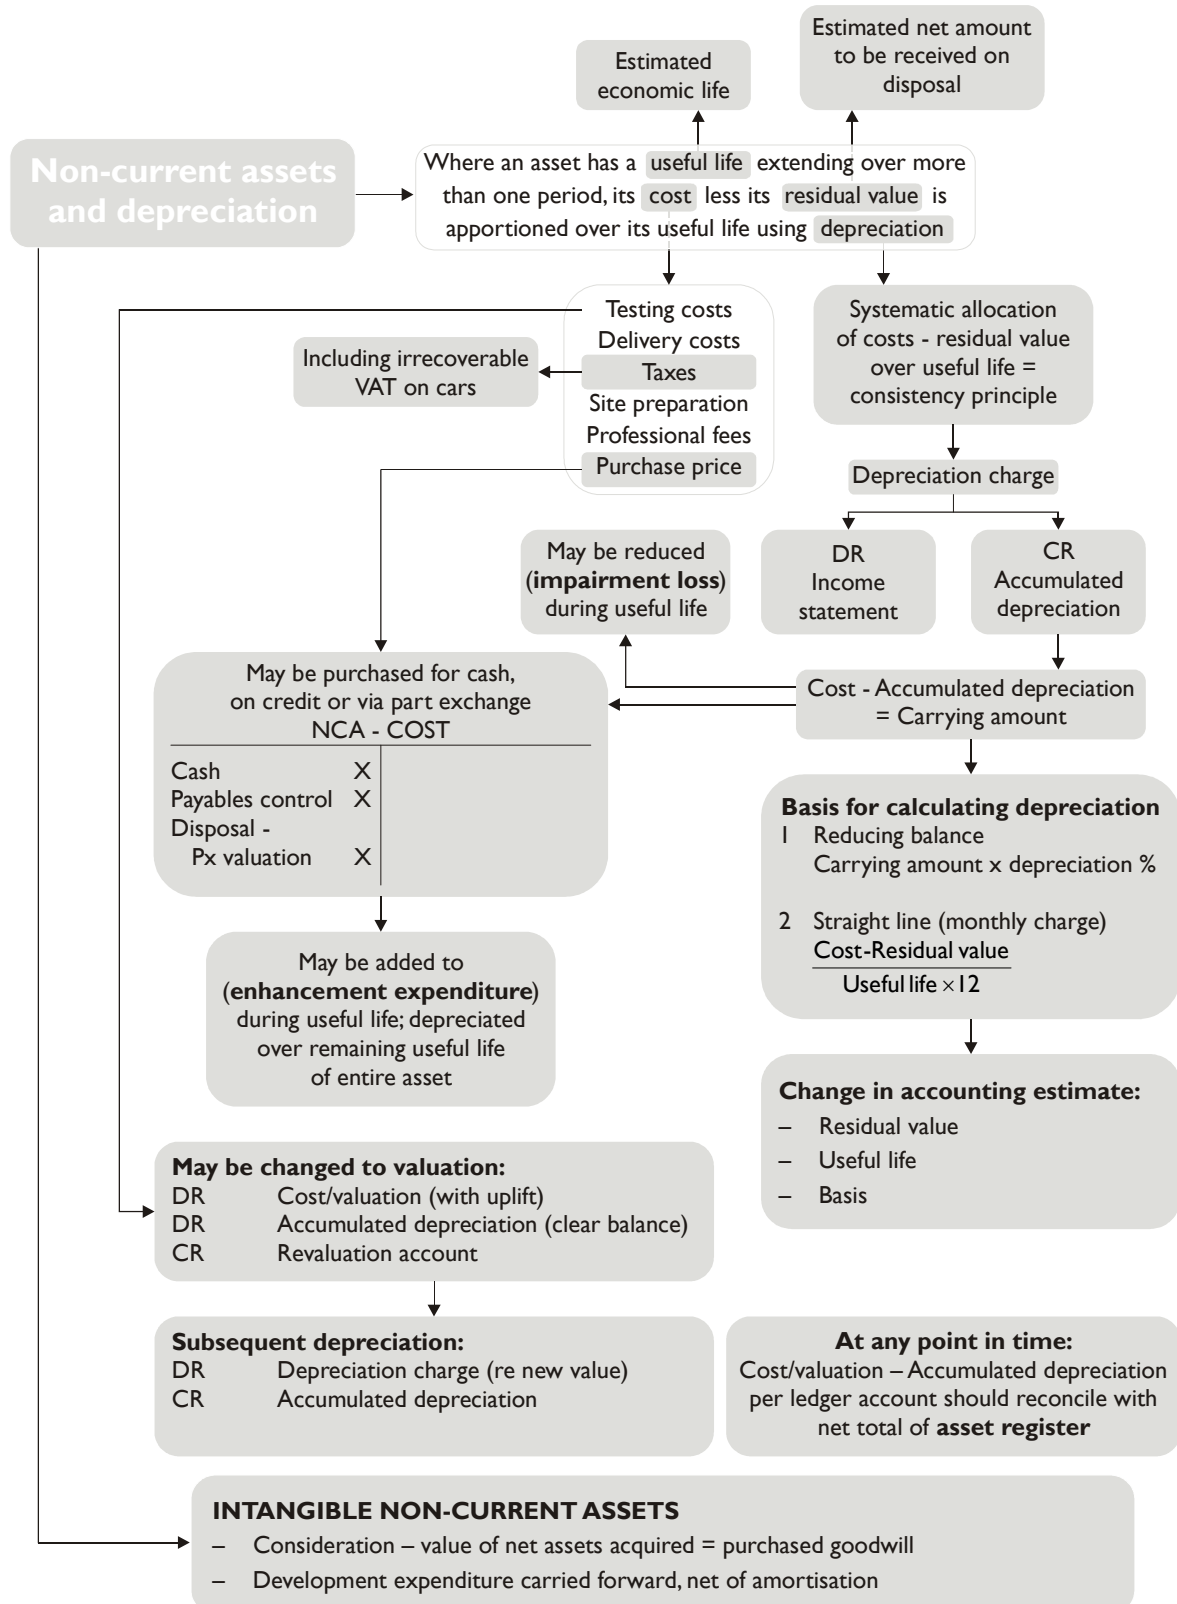 Estimated net amount
to be received on
disposal
Estimated
economic life
Non-current assets
and depreciation
Where an asset has a useful life extending over more
than one period, its cost less its residual value is
apportioned over its useful life using depreciation
Testing costs
Delivery costs
Taxes
Site preparation
Professional fees
Purchase price
Including irrecoverable
VAT on cars
Systematic allocation
of costs - residual value
over useful life =
consistency principle
Depreciation charge
DR
Income
statement
CR
Accumulated
depreciation
May be reduced
(impairment loss)
during useful life
Cost - Accumulated depreciation
= Carrying amount
May be purchased for cash,
on credit or via part exchange
NCA - COST
Cash X
Payables control X
Disposal -
Px valuation X
Basis for calculating depreciation
1 Reducing balance
Carrying amount x depreciation %
2 Straight line (monthly charge)
Cost-Residual value
Useful life × 12
May be added to
(enhancement expenditure)
during useful life; depreciated
over remaining useful life
of entire asset
Change in accounting estimate:
– Residual value
– Useful life
– Basis
May be changed to valuation:
DR Cost/valuation (with uplift)
DR Accumulated depreciation (clear balance)
CR Revaluation account
Subsequent depreciation:
DR Depreciation charge (re new value)
CR Accumulated depreciation
At any point in time:
Cost/valuation – Accumulated depreciation
per ledger account should reconcile with
net total of asset register
INTANGIBLE NON-CURRENT ASSETS
– Consideration – value of net assets acquired = purchased goodwill
– Development expenditure carried forward, net of amortisation